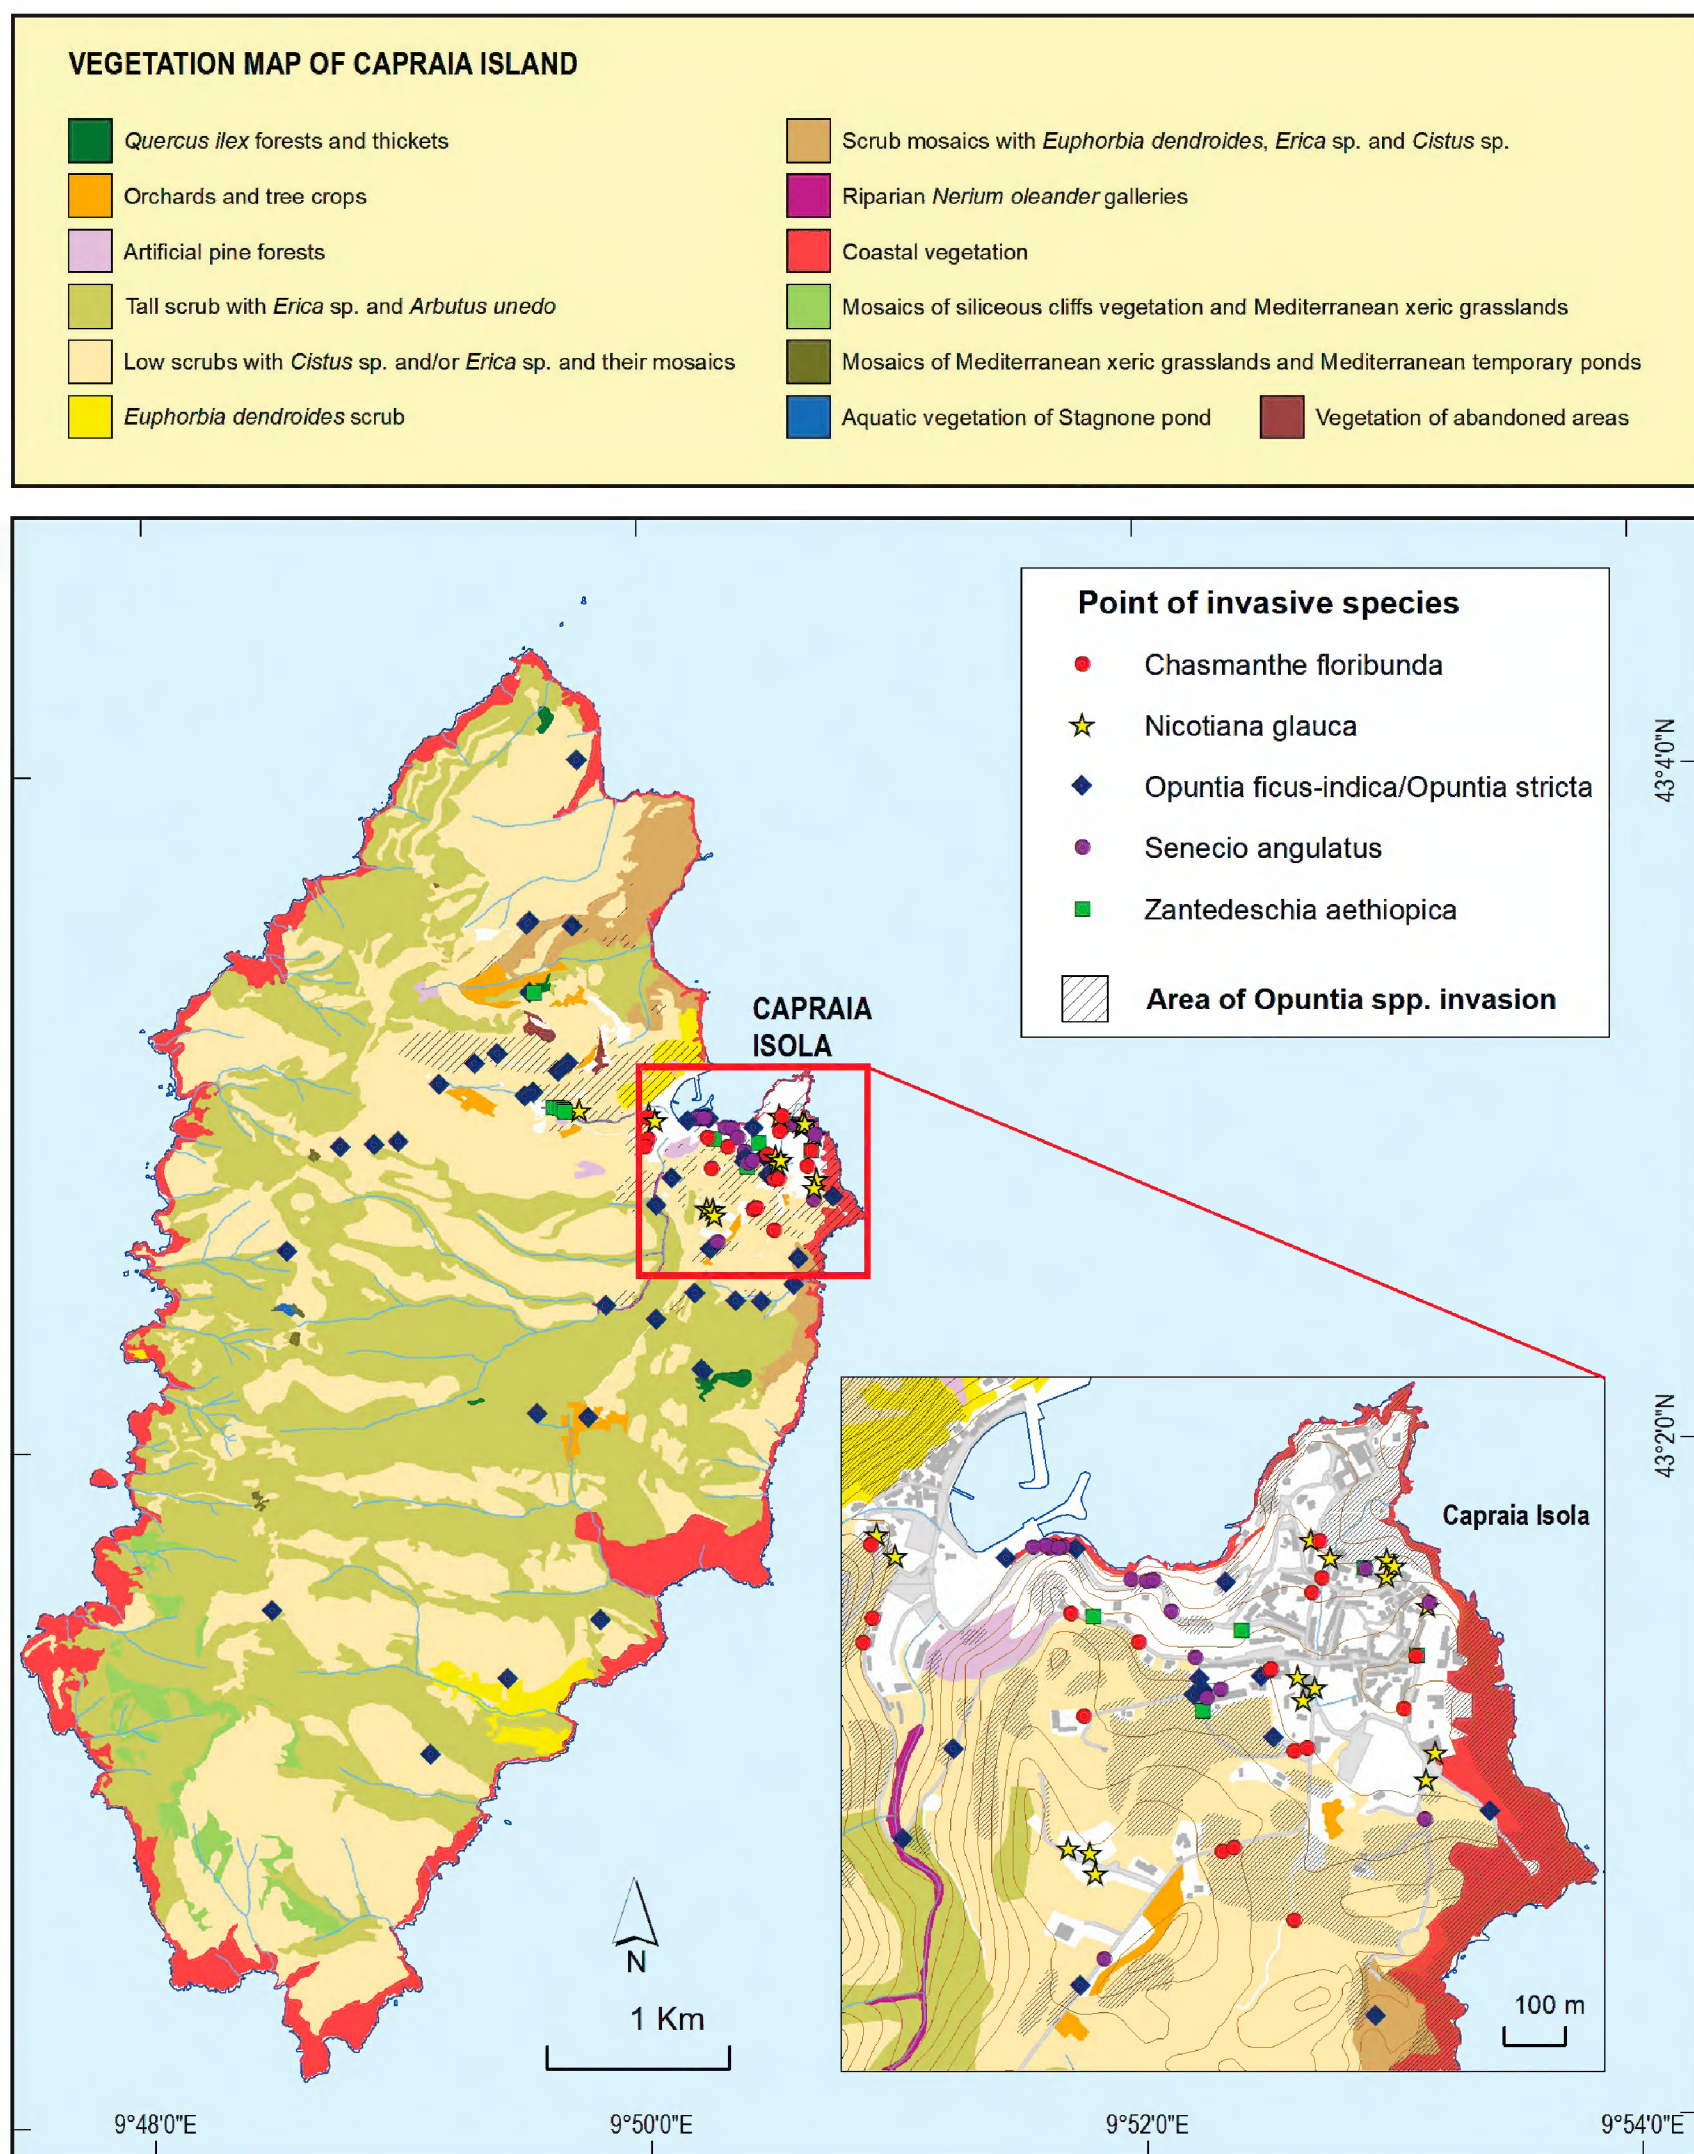 VEGETATION MAP OF CAPRAIA ISLAND
Quercus ilex forests and thickets
Orchards and tree crops
Artificial pine forests
Tall scrub with Erica sp. and Arbutus unedo
Low scrubs with Cistus sp. and/or Erica sp. and their mosaics
Euphorbia dendroides scrub
Scrub mosaics with Euphorbia dendroides, Erica sp. and Cistus sp.
Riparian Nerium oleander galleries
Coastal vegetation
Mosaics of siliceous cliffs vegetation and Mediterranean xeric grasslands
Mosaics of Mediterranean xeric grasslands and Mediterranean temporary ponds
Aquatic vegetation of Stagnone pond
Vegetation of abandoned areas
Point of invasive species
Chasmanthe floribunda
Nicotiana glauca
Opuntia ficus-indica/Opuntia stricta
Senecio angulatus
Zantedeschia aethiopica
Area of Opuntia spp. invasion
43°4'0"N
CAPRAIA
ISOLA
43°2'0"N
Capraia Isola
100 m
N
1 Km
9°48'0"E
9°50'0"E
9°52'0"E
9°54'0"E